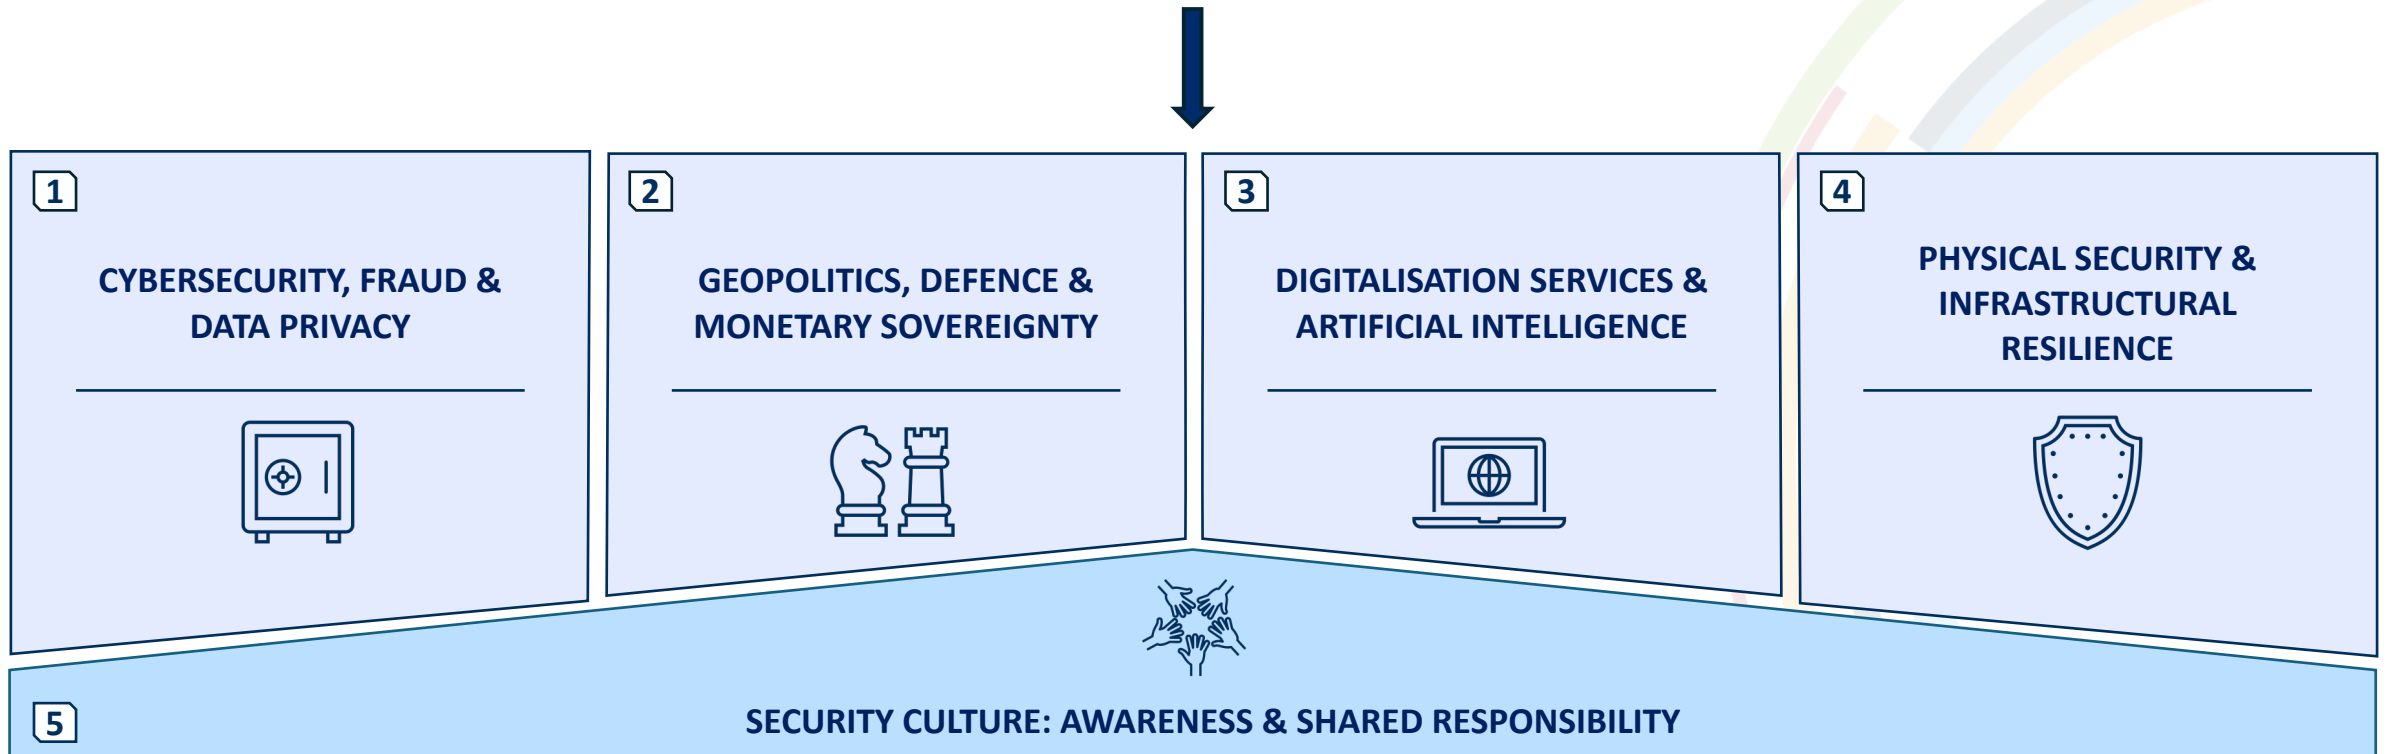 1
CYBERSECURITY, FRAUD &
DATA PRIVACY
2
GEOPOLITICS, DEFENCE &
MONETARY SOVEREIGNTY
3
DIGITALISATION SERVICES &
ARTIFICIAL INTELLIGENCE
4
PHYSICAL SECURITY &
INFRASTRUCTURAL
RESILIENCE
5
SECURITY CULTURE: AWARENESS & SHARED RESPONSIBILITY